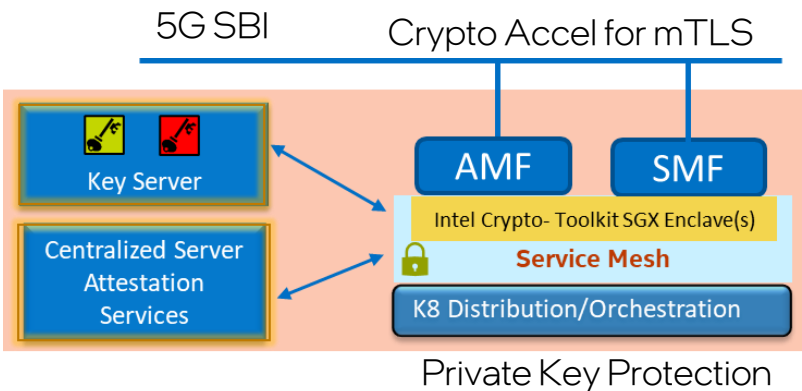 5G SBI
Crypto Accel for mTLS
Key Server
AMF
SMF
Intel Crypto- Toolkit SGX Enclave(s)
Service Mesh
Centralized Server
Attestation
Services
K8 Distribution/Orchestration
Private Key Protection